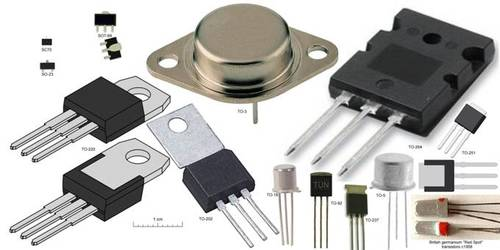 SC70
SOT-89
SO-23
TO-3
TO-264
TO-251
TO-220
TO-202
1 cm
TO-18
TUN
TO-92
TO-237
TO-5
British germanium "Red Spot"
transistors c1958